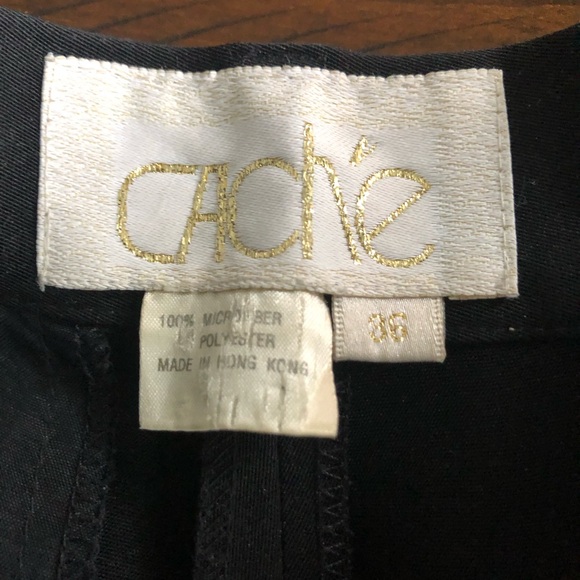 CAChé
100% MICROFIBER
POLYESTER
MADE IN HONG KONG
06